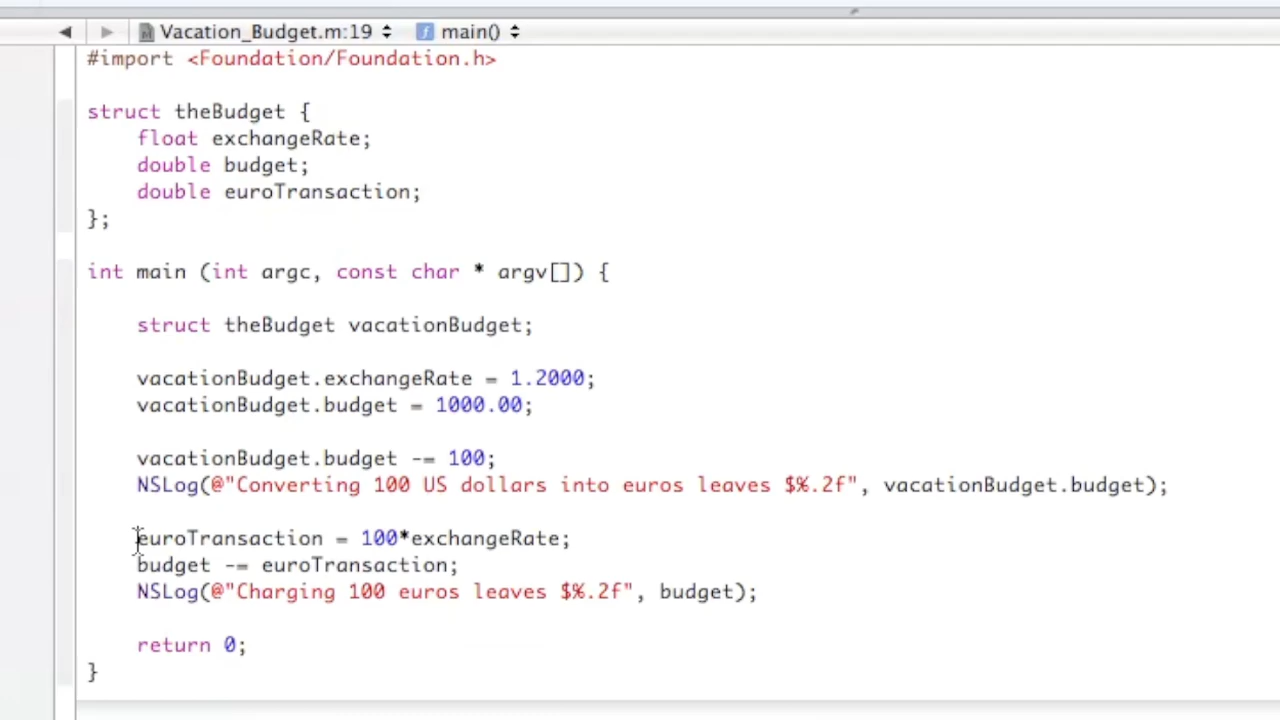 Vacation_Budget.m:19 main()
#import <Foundation/Foundation.h>
struct theBudget {
float exchangeRate;
double budget;
double euroTransaction;
};
int main (int argc, const char * argv[]) {
struct theBudget vacationBudget;
vacationBudget.exchangeRate = 1.2000;
vacationBudget.budget = 1000.00;
vacationBudget.budget -= 100;
NSLog(@"Converting 100 US dollars into euros leaves $%.2f", vacationBudget.budget);
euroTransaction = 100*exchangeRate;
budget -= euroTransaction;
NSLog(@"Charging 100 euros leaves $%.2f", budget);
return 0;
}